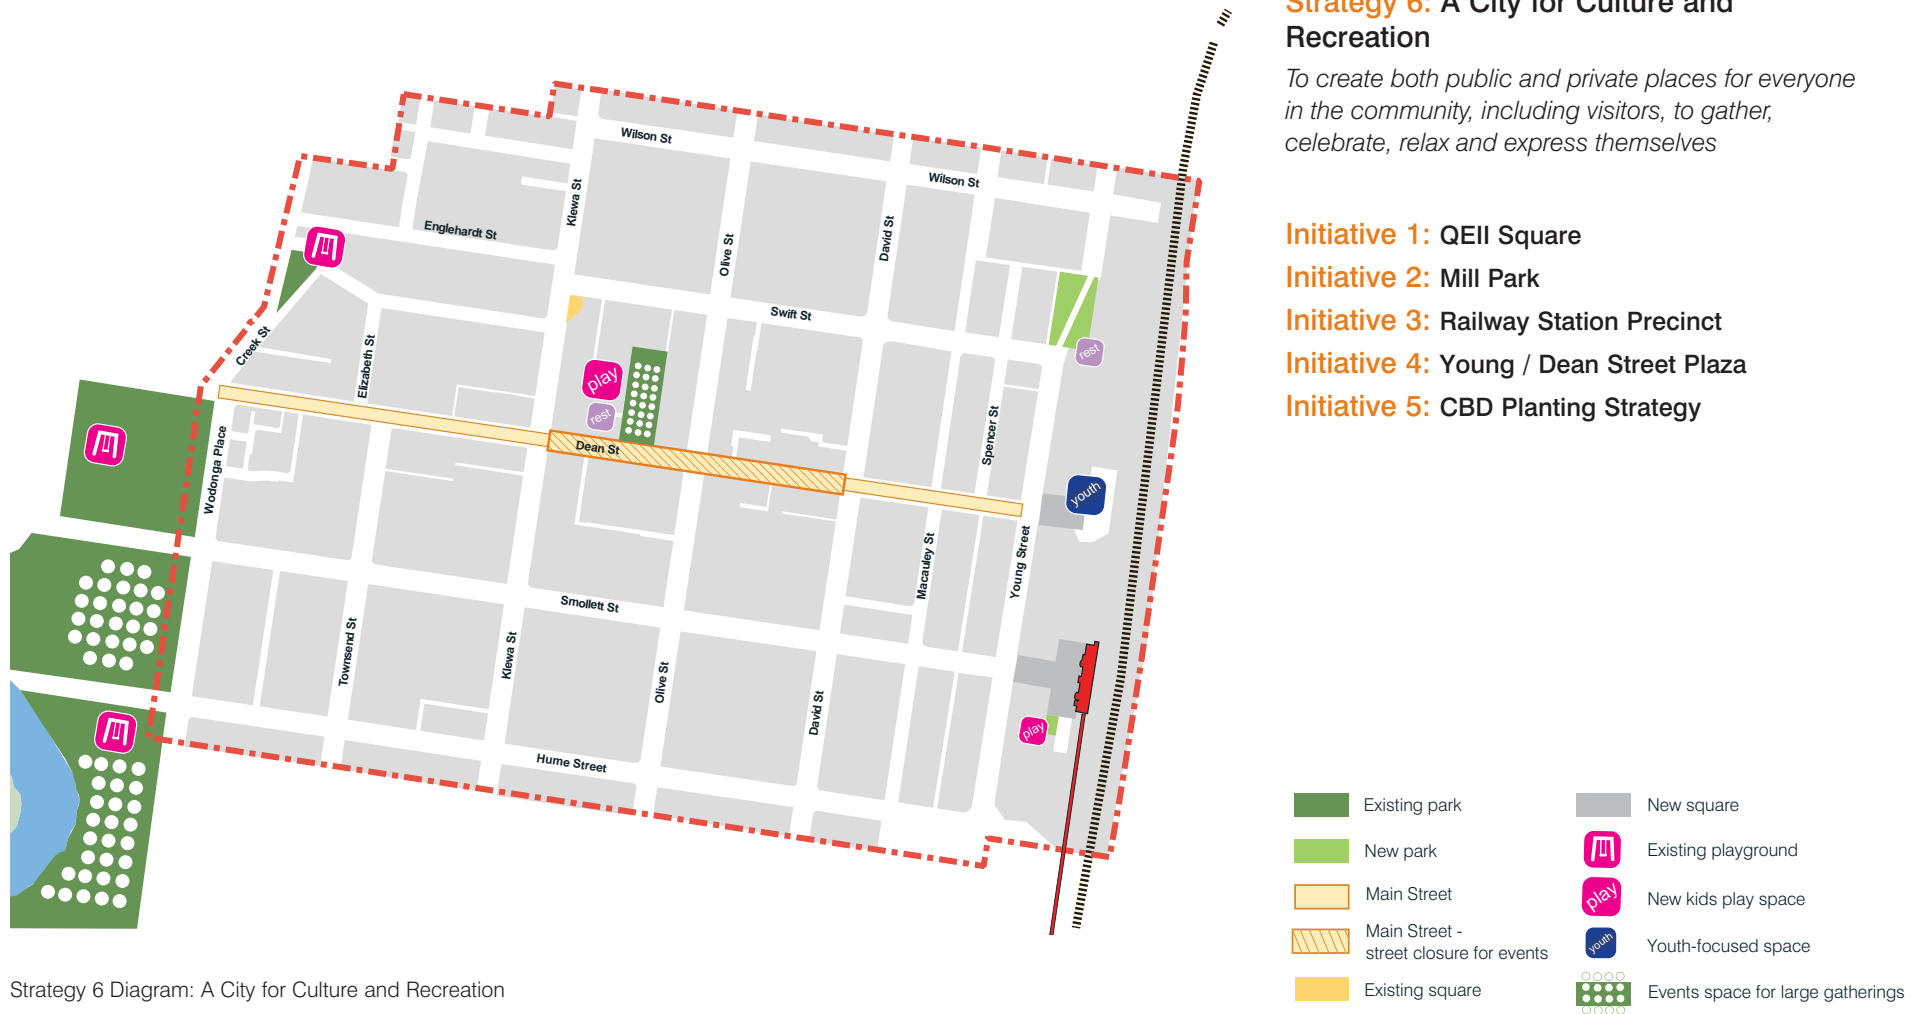 Strategy 6: A City for Culture and
Recreation
To create both public and private places for everyone
in the community, including visitors, to gather,
celebrate, relax and express themselves
Initiative 1: QEII Square
Initiative 2: Mill Park
Initiative 3: Railway Station Precinct
Initiative 4: Young / Dean Street Plaza
Initiative 5: CBD Planting Strategy
Wilson St
Wilson St
Kiewa St
Englehardt St
Olive St
David St
Swift St
Creek St
Elizabeth St
play
rest
rest
Spencer St
Dean St
Wodonga Place
youth
Macauley St
Young Street
Smollett St
Townsend St
Kiewa St
Olive St
David St
play
Hume Street
Existing park
New park
Main Street
Main Street -
street closure for events
Existing square
New square
Existing playground
play
New kids play space
youth
Youth-focused space
Events space for large gatherings
Strategy 6 Diagram: A City for Culture and Recreation